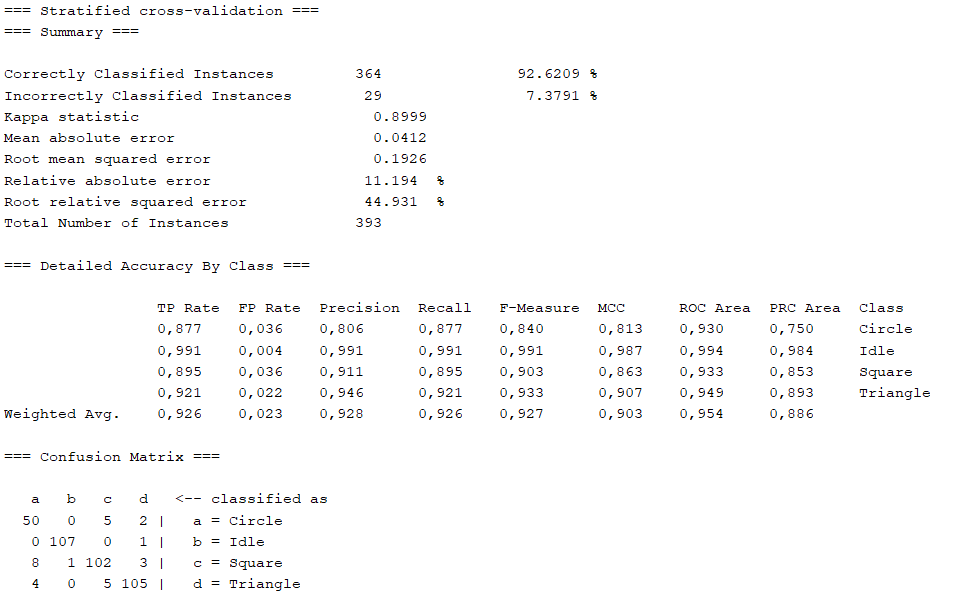 === Stratified cross-validation ===
=== Summary ===

Correctly Classified Instances         364               92.6209 %
Incorrectly Classified Instances        29                7.3791 %
Kappa statistic                          0.8999
Mean absolute error                      0.0412
Root mean squared error                  0.1926
Relative absolute error                 11.194  %
Root relative squared error             44.931  %
Total Number of Instances              393

=== Detailed Accuracy By Class ===

                 TP Rate  FP Rate  Precision  Recall   F-Measure  MCC      ROC Area  PRC Area  Class
                 0,877    0,036    0,806      0,877    0,840      0,813    0,930     0,750     Circle
                 0,991    0,004    0,991      0,991    0,991      0,987    0,994     0,984     Idle
                 0,895    0,036    0,911      0,895    0,903      0,863    0,933     0,853     Square
                 0,921    0,022    0,946      0,921    0,933      0,907    0,949     0,893     Triangle
Weighted Avg.    0,926    0,023    0,928      0,926    0,927      0,903    0,954     0,886

=== Confusion Matrix ===

   a   b   c   d   <-- classified as
  50   0   5   2 |   a = Circle
   0 107   0   1 |   b = Idle
   8   1 102   3 |   c = Square
   4   0   5 105 |   d = Triangle